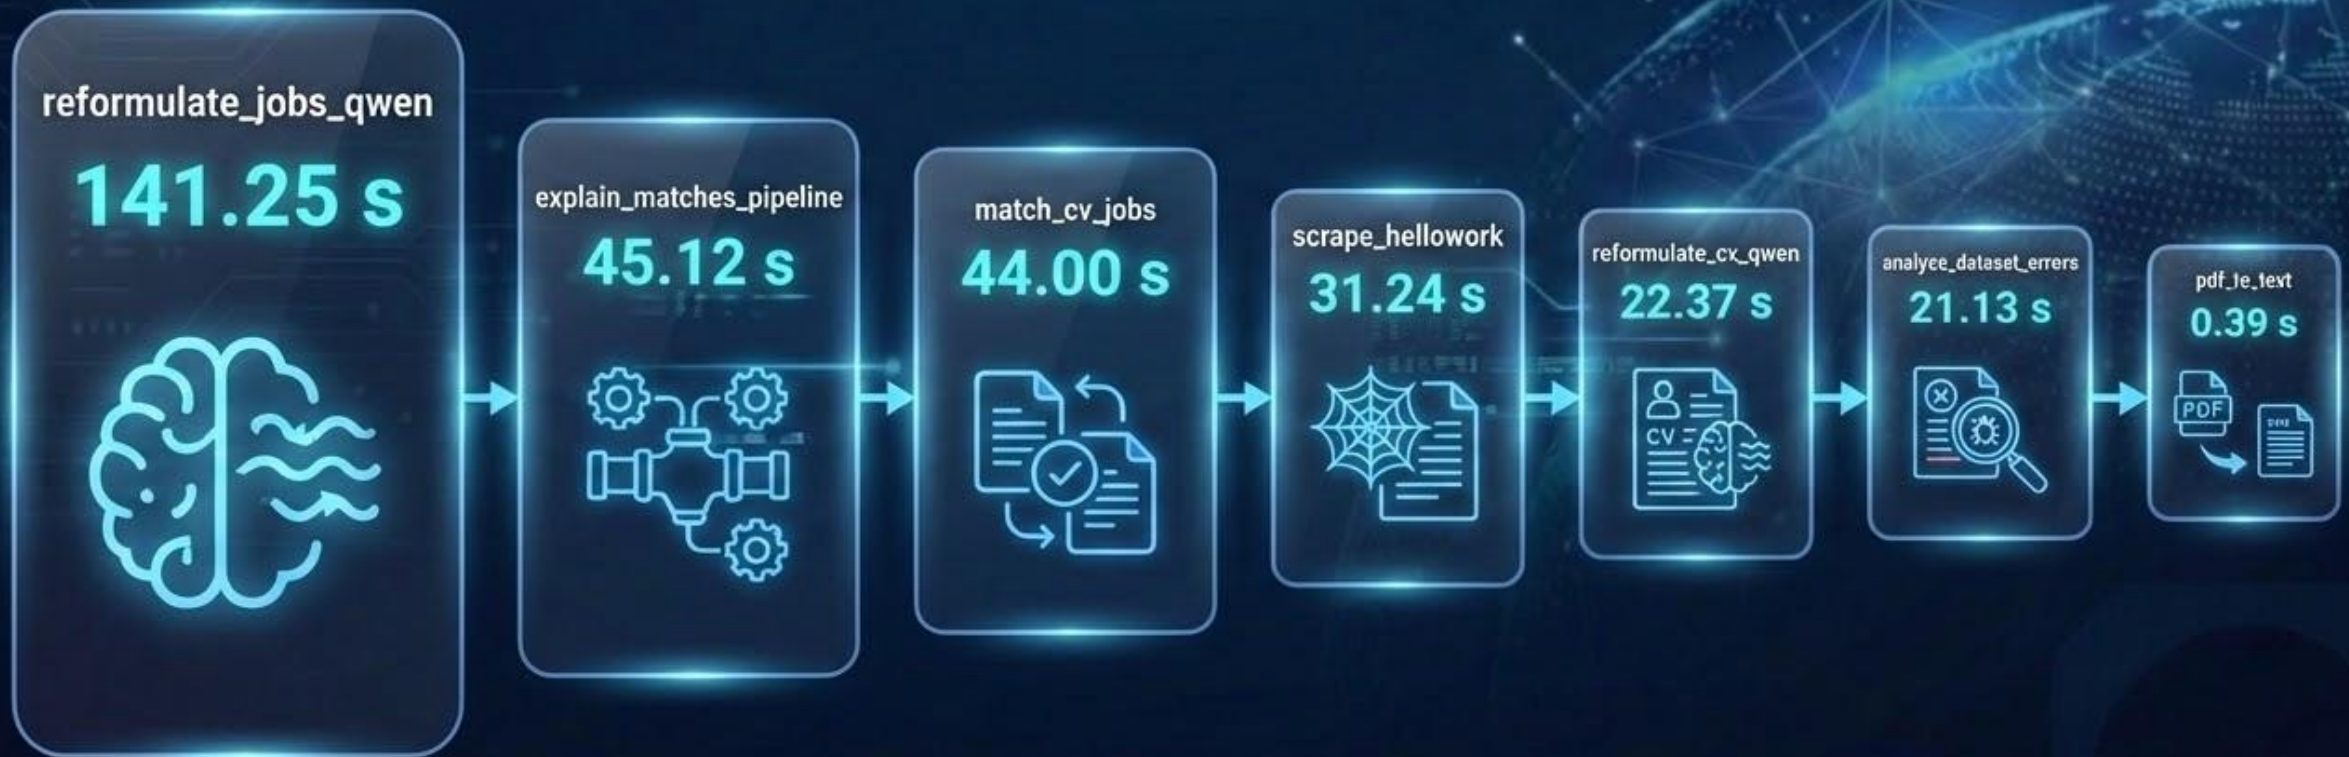 reformulate_jobs_qwen
141.25 s
explain_matches_pipeline
45.12 s
match_cv_jobs
44.00 s
scrape_hellowork
31.24 s
reformulate_cx_qwen
22.37 s
CV
analyce_dataset_errers
21.13 s
pdf_te_text
0.39 s
PDF